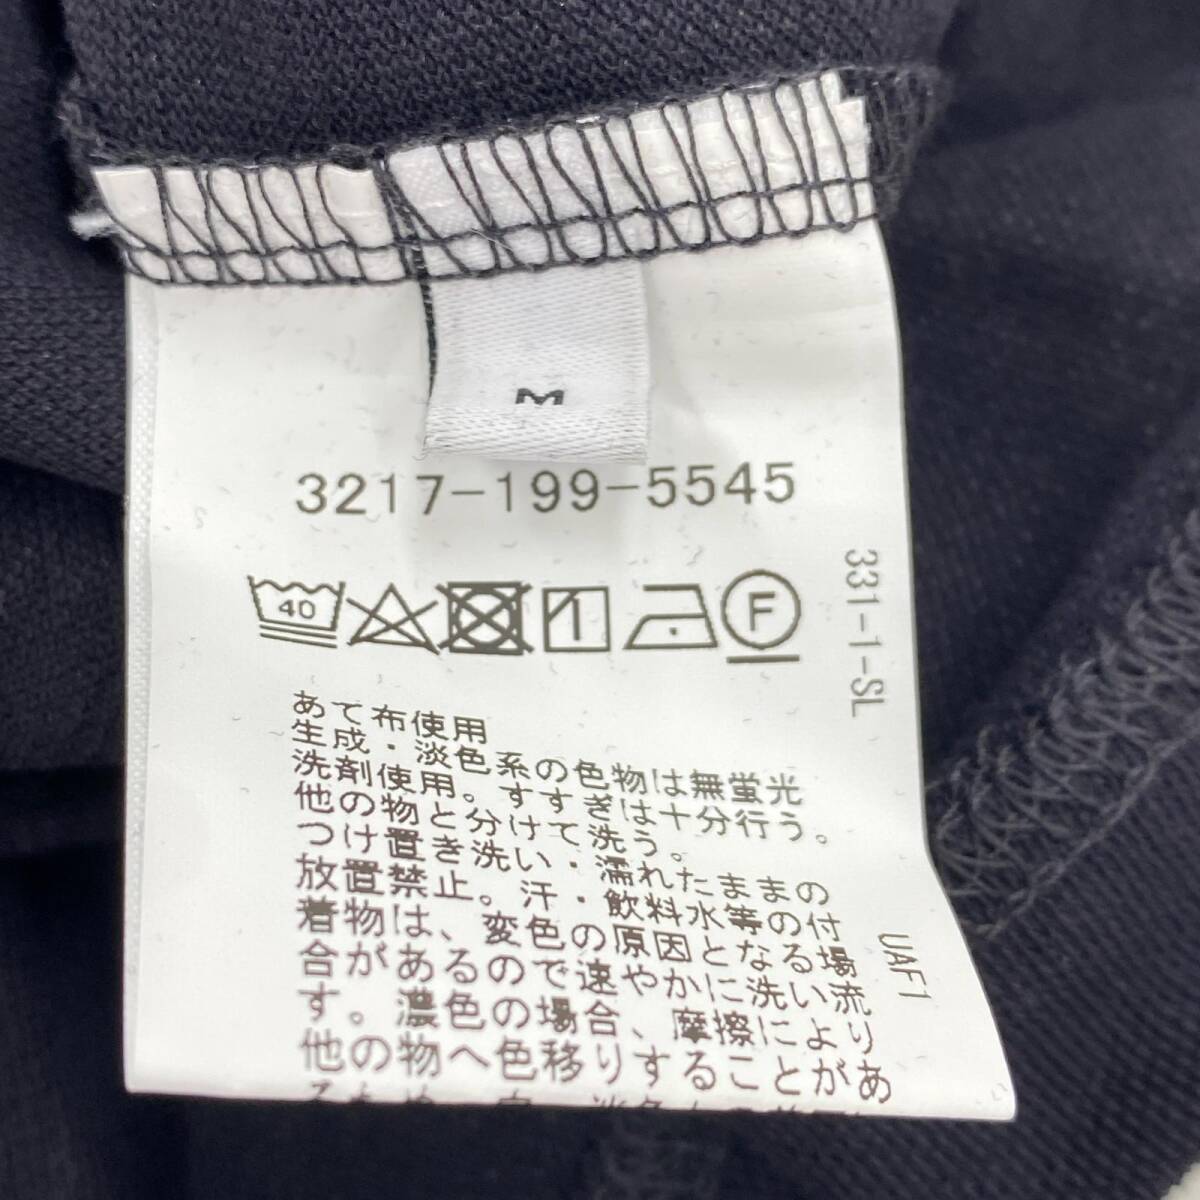 M
3217-199-5545
40
F
あて布使用
生成・淡色系の色物は無蛍光
洗剤使用。すすぎは十分行う。
他の物と分けて洗う。
つけ置き洗い・濡れたままの
放置禁止。汗・飲料水等の付
着物は、変色の原因となる場
合があるので速やかに洗い流
す。濃色の場合、摩擦により
他の物へ色移りすることがあ
331-1-SL
UAF1